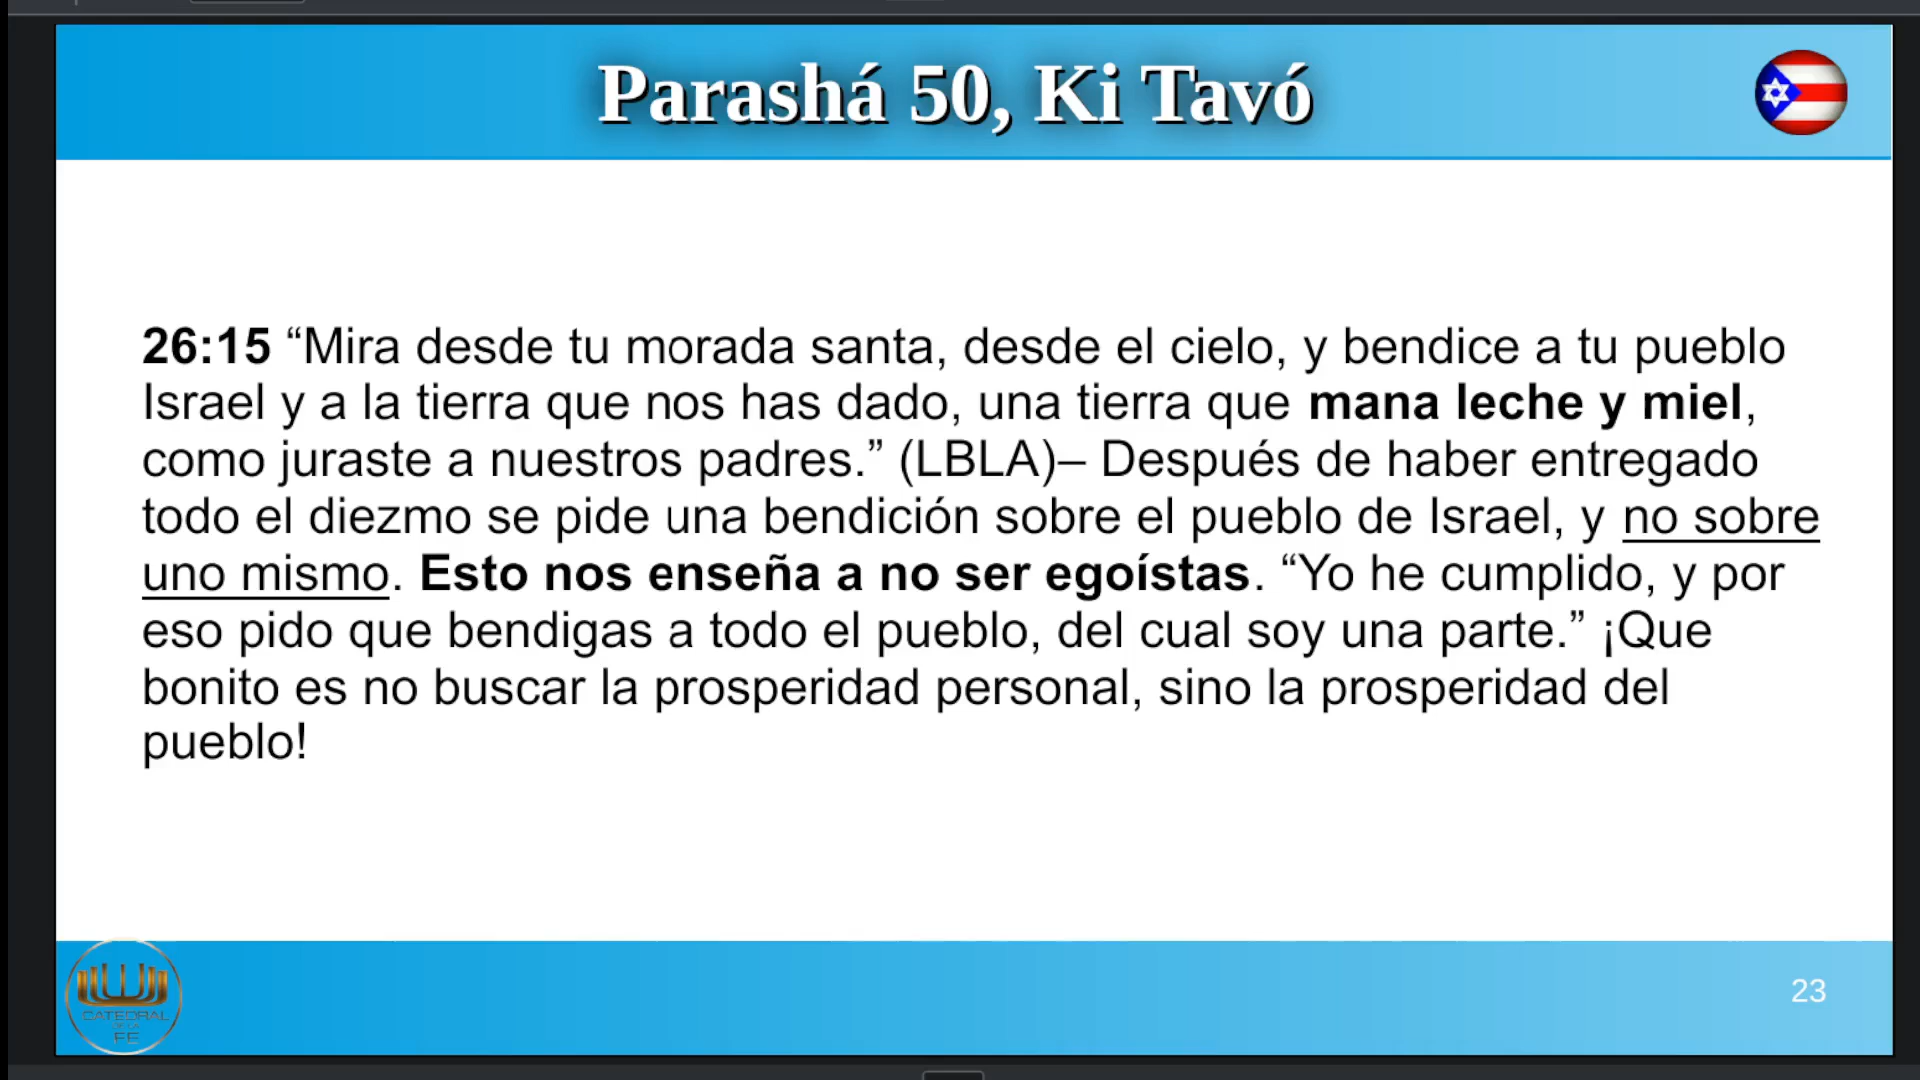 Parashá 50, Ki Tavó
26:15 “Mira desde tu morada santa, desde el cielo, y bendice a tu pueblo
Israel y a la tierra que nos has dado, una tierra que mana leche y miel,
como juraste a nuestros padres.” (LBLA)– Después de haber entregado
todo el diezmo se pide una bendición sobre el pueblo de Israel, y no sobre
uno mismo. Esto nos enseña a no ser egoístas. “Yo he cumplido, y por
eso pido que bendigas a todo el pueblo, del cual soy una parte.” ¡Que
bonito es no buscar la prosperidad personal, sino la prosperidad del
pueblo!
CATEDRAL
DE LA
FE
23